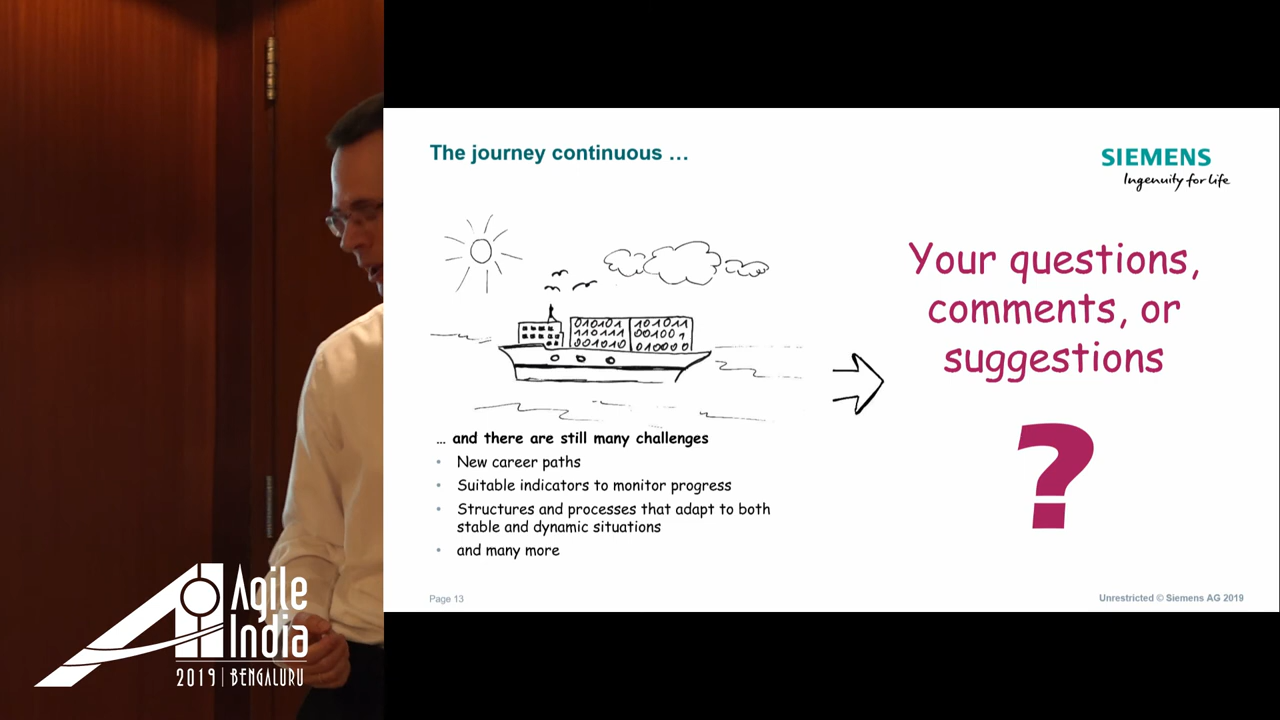 The journey continuous …
SIEMENS
Ingenuity for life
010101 101011
110111 001001
001010 010000
Your questions,
comments, or
suggestions
?
… and there are still many challenges
• New career paths
• Suitable indicators to monitor progress
• Structures and processes that adapt to both
stable and dynamic situations
• and many more
Page 13
Unrestricted © Siemens AG 2019
Agile
India
2019 | BENGALURU